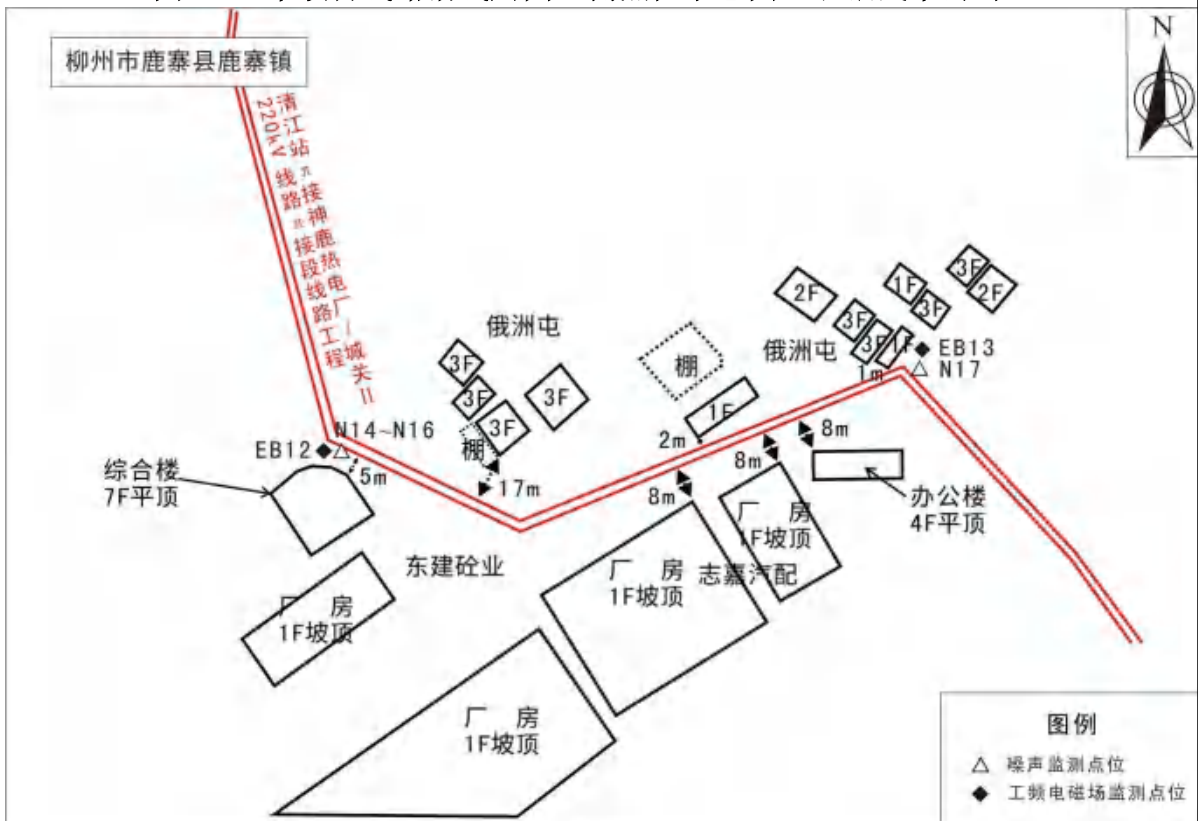 柳州市鹿寨县鹿寨镇
N
清江站π接神鹿热电厂/城关II
220kV线路π接段线路工程
俄洲屯
3F
3F
3F
3F
棚
俄洲屯
2F
3F
3F
1F
1F
3F
3F
2F
棚
1F
1m
EB13
N17
N14~N16
EB12
5m
17m
2m
8m
8m
8m
综合楼
7F平顶
办公楼
4F平顶
东建砼业
志嘉汽配
厂 房
1F坡顶
厂 房
1F坡顶
厂 房
1F坡顶
厂 房
1F坡顶
图例
噪声监测点位
工频电磁场监测点位